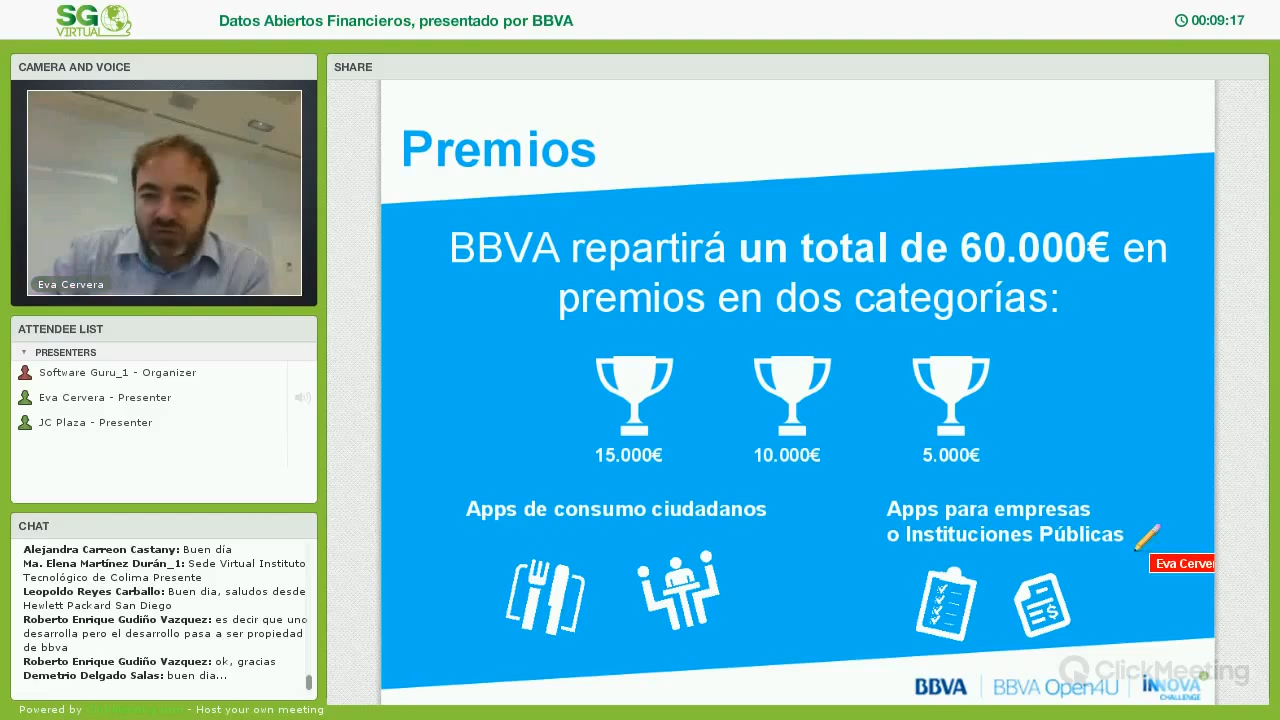 SG
VIRTUAL
Datos Abiertos Financieros, presentado por BBVA
00:09:17
CAMERA AND VOICE
Eva Cervera
ATTENDEE LIST
PRESENTERS
Software Guru_1 - Organizer
Eva Cervera - Presenter
JC Plaza - Presenter
CHAT
Alejandra Carreon Castany: Buen día
Ma. Elena Martínez Durán_1: Sede Virtual Instituto
Tecnológico de Colima Presente
Leopoldo Reyes Carballo: Buen dia, saludos desde
Hewlett Packard San Diego
Roberto Enrique Gudiño Vazquez: es decir que uno
desarrolla pero el desarrollo pasa a ser propiedad
de bbva
Roberto Enrique Gudiño Vazquez: ok, gracias
Demetrio Delgado Salas: buen dia...
Powered by - Host your own meeting
SHARE
Premios
BBVA repartirá un total de 60.000€ en
premios en dos categorías:
15.000€ 10.000€ 5.000€
Apps de consumo ciudadanos
Apps para empresas
o Instituciones Públicas
Eva Cerver
ClickMeeting
BBVA BBVA Open4U INNOVA
CHALLENGE